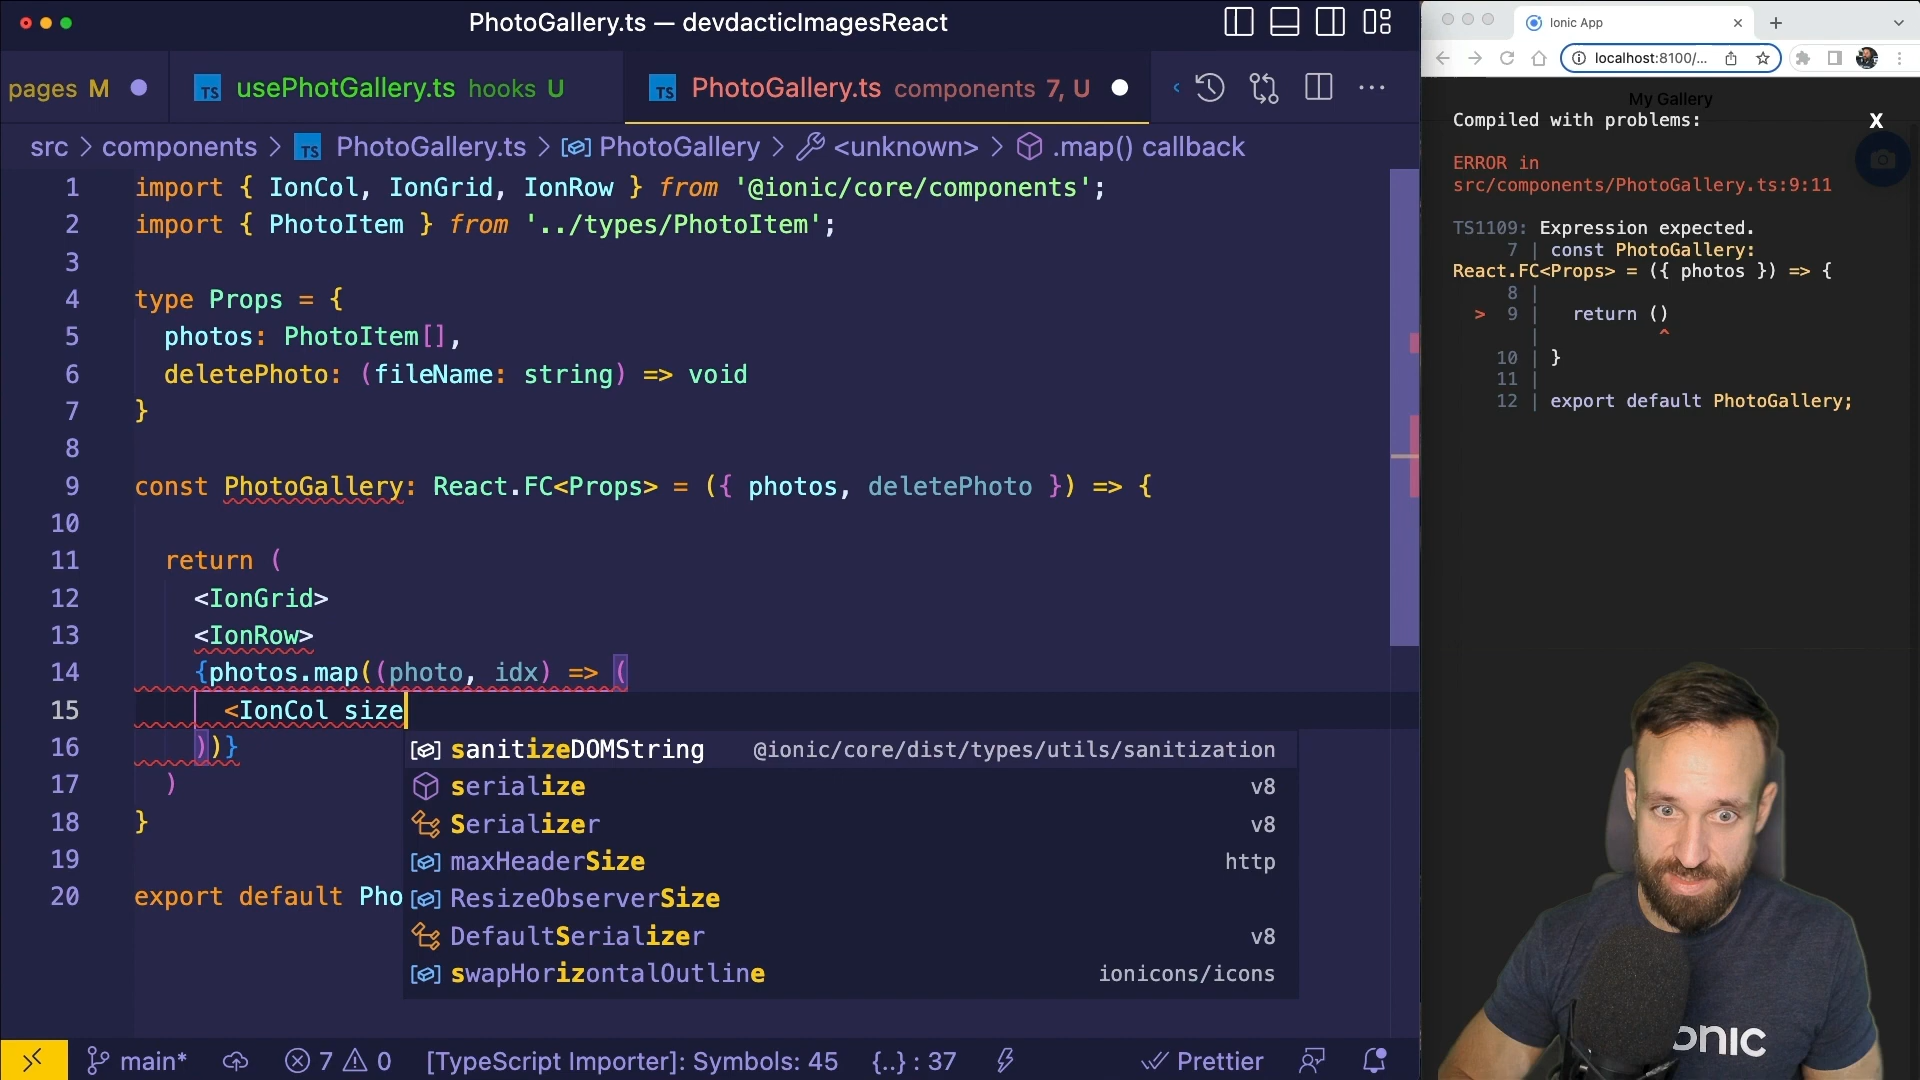 PhotoGallery.ts — devdacticImagesReact
pages M
usePhotGallery.ts hooks U
PhotoGallery.ts components 7, U
src > components > TS PhotoGallery.ts > PhotoGallery > <unknown> > .map() callback
1 import { IonCol, IonGrid, IonRow } from '@ionic/core/components';
2 import { PhotoItem } from '../types/PhotoItem';
3
4 type Props = {
5 photos: PhotoItem[],
6 deletePhoto: (fileName: string) => void
7 }
8
9 const PhotoGallery: React.FC<Props> = ({ photos, deletePhoto }) => {
10
11 return (
12 <IonGrid>
13 <IonRow>
14 {photos.map((photo, idx) => (
15 <IonCol size
16 ))}
17 )
18 }
19
20 export default Pho
sanitizeDOMString @ionic/core/dist/types/utils/sanitization
serialize v8
Serializer v8
maxHeaderSize http
ResizeObserverSize
DefaultSerializer v8
swapHorizontalOutline ionicons/icons
main* 7 0 [TypeScript Importer]: Symbols: 45 {..} : 37 Prettier
Ionic App
localhost:8100/...
My Gallery
Compiled with problems: X
ERROR in
src/components/PhotoGallery.ts:9:11
TS1109: Expression expected.
7 | const PhotoGallery:
React.FC<Props> = ({ photos }) => {
8 |
> 9 | return ()
| ^
10 | }
11 |
12 | export default PhotoGallery;
onic